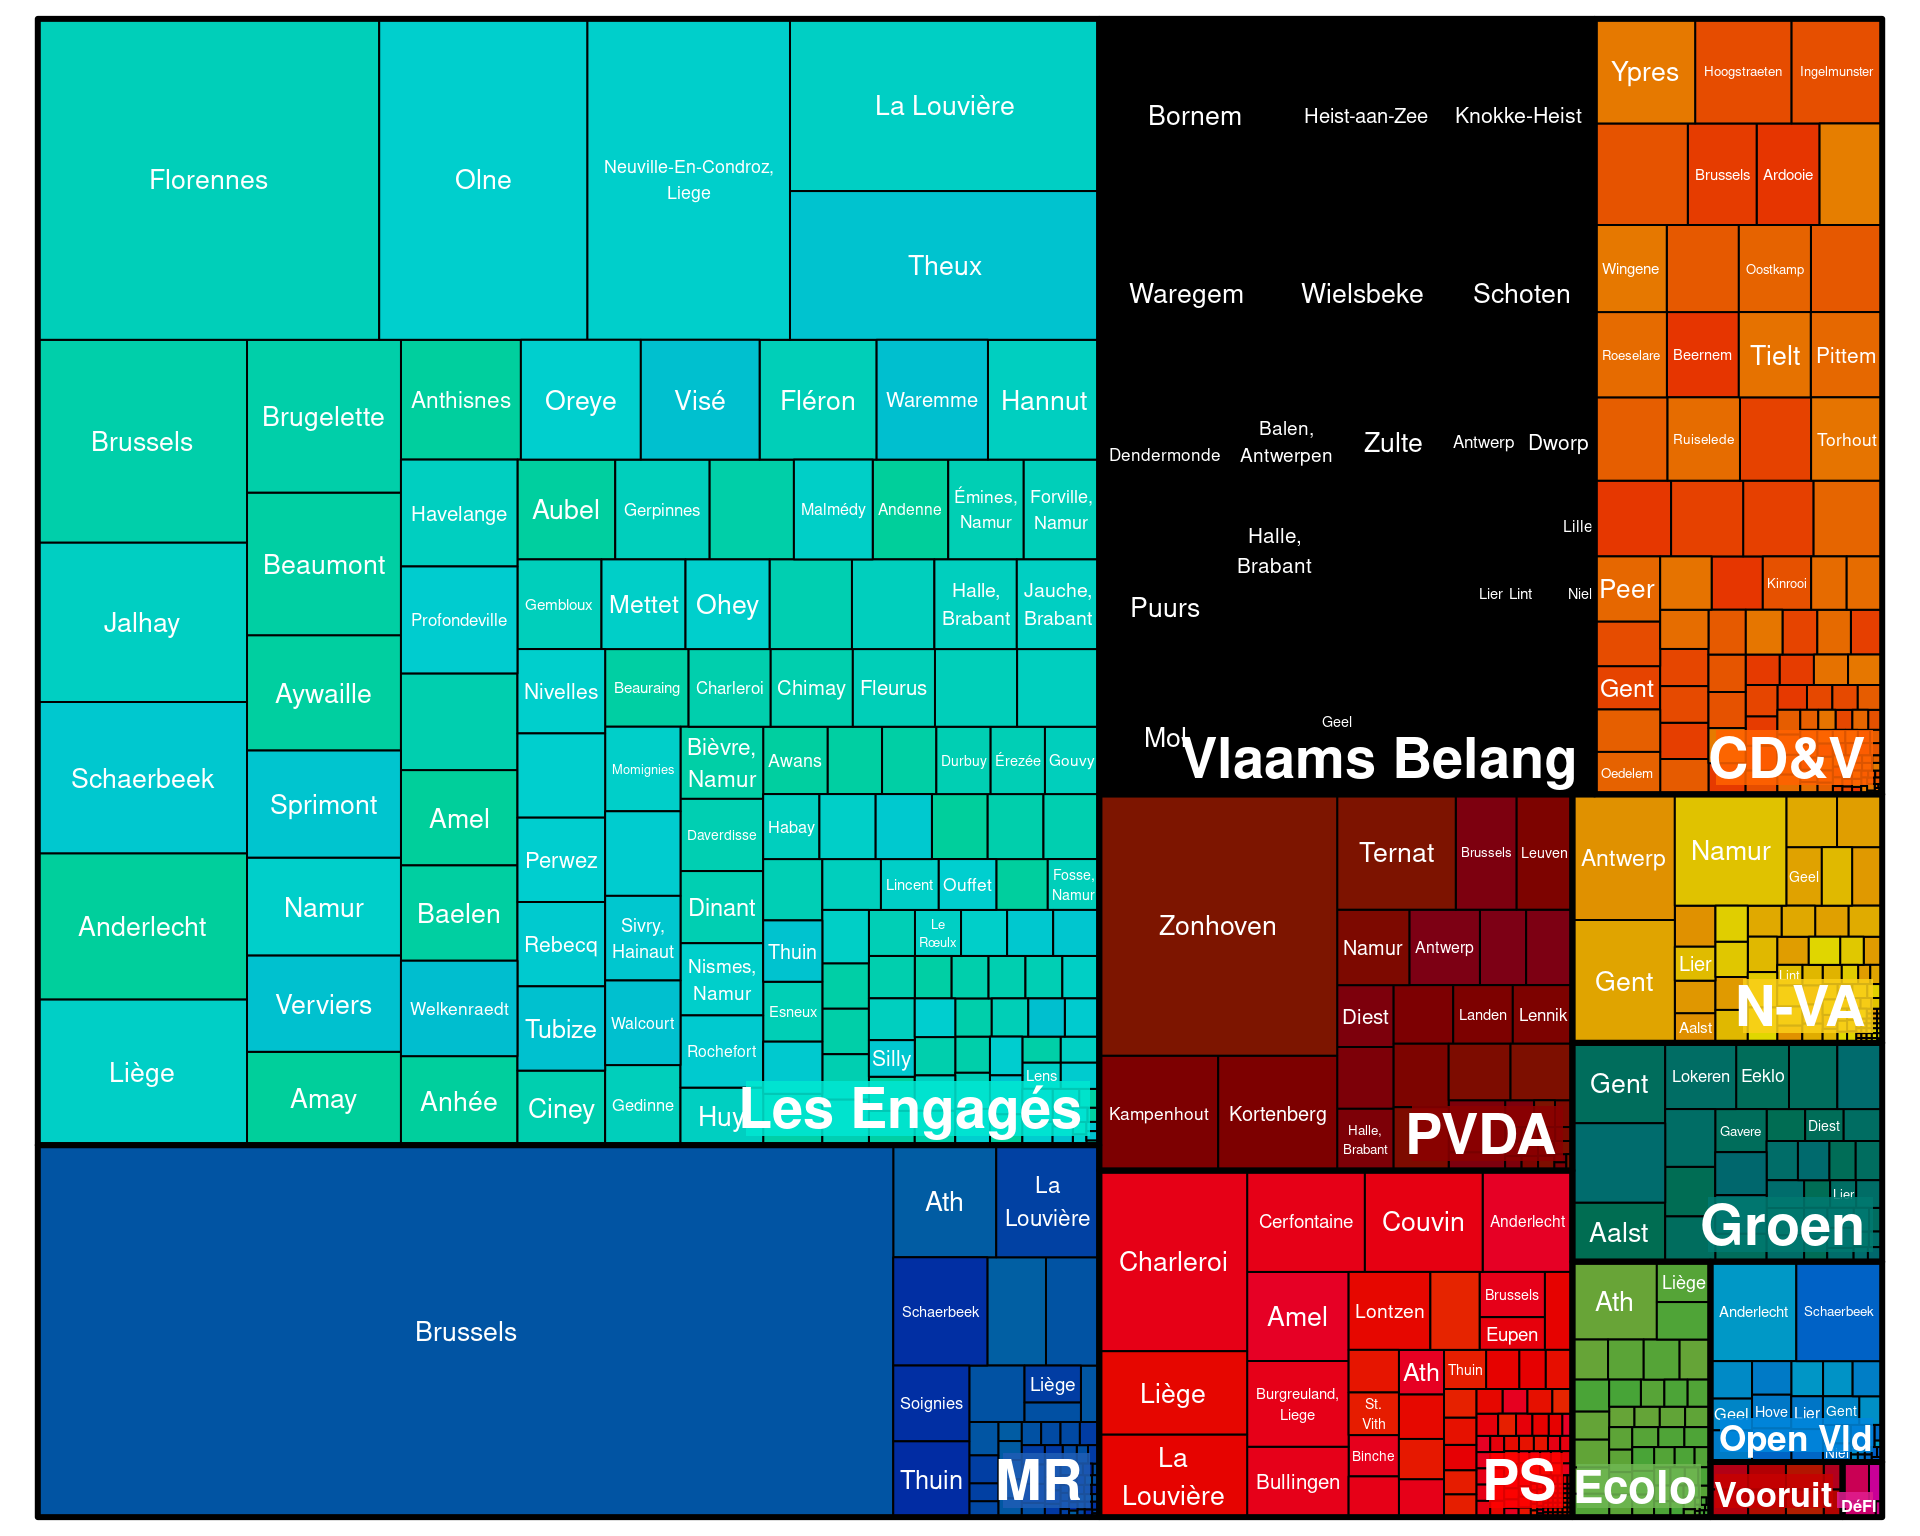 Florennes
Olne
Neuville-En-Condroz,
Liege
La Louvière
Theux
Brussels
Jalhay
Schaerbeek
Anderlecht
Liège
Brugelette
Beaumont
Aywaille
Sprimont
Namur
Verviers
Amay
Anthisnes
Oreye
Visé
Fléron
Waremme
Hannut
Havelange
Profondeville
Amel
Baelen
Welkenraedt
Anhée
Aubel
Gerpinnes
Malmédy
Andenne
Émines,
Namur
Forville,
Namur
Gembloux
Mettet
Ohey
Halle,
Brabant
Jauche,
Brabant
Nivelles
Perwez
Rebecq
Tubize
Ciney
Beauraing
Charleroi
Chimay
Fleurus
Momignies
Sivry,
Hainaut
Walcourt
Gedinne
Bièvre,
Namur
Daverdisse
Dinant
Nismes,
Namur
Rochefort
Huy
Awans
Durbuy
Érezée
Gouvy
Habay
Lincent
Ouffet
Fosse,
Namur
Thuin
Esneux
Le
Rœulx
Silly
Lens
Les Engagés
Brussels
Ath
La
Louvière
Schaerbeek
Soignies
Thuin
Liège
MR
Bornem
Heist-aan-Zee
Knokke-Heist
Waregem
Wielsbeke
Schoten
Dendermonde
Balen,
Antwerpen
Zulte
Antwerp
Dworp
Halle,
Brabant
Lille
Puurs
Lier
Lint
Niel
Mol
Geel
Vlaams Belang
Ypres
Hoogstraeten
Ingelmunster
Brussels
Ardooie
Wingene
Oostkamp
Roeselare
Beernem
Tielt
Pittem
Ruiselede
Torhout
Peer
Kinrooi
Gent
Oedelem
CD&V
Zonhoven
Kampenhout
Kortenberg
Ternat
Brussels
Leuven
Namur
Antwerp
Diest
Landen
Lennik
Halle,
Brabant
PVDA
Antwerp
Gent
Namur
Geel
Lier
Lint
Aalst
N-VA
Gent
Lokeren
Eeklo
Gavere
Diest
Lier
Aalst
Groen
Charleroi
Liège
La
Louvière
Cerfontaine
Couvin
Anderlecht
Amel
Burgreuland,
Liege
Bullingen
Lontzen
Brussels
Eupen
Ath
Thuin
St.
Vith
Binche
PS
Ath
Liège
Ecolo
Anderlecht
Schaerbeek
Geel
Hove
Lier
Gent
Niel
Open Vld
Vooruit
DéFI